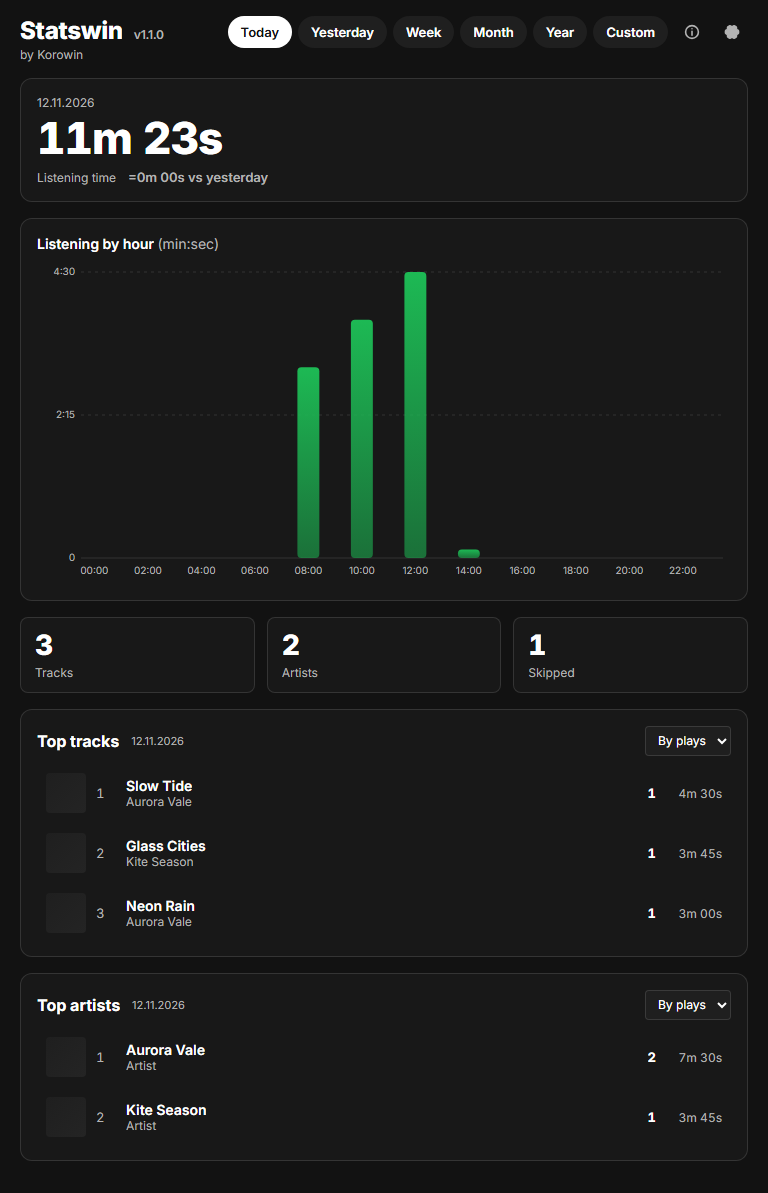 Statswin v1.1.0
by Korowin
Today Yesterday Week Month Year Custom
12.11.2026
11m 23s
Listening time =0m 00s vs yesterday
Listening by hour (min:sec)
4:30
2:15
0
00:00 02:00 04:00 06:00 08:00 10:00 12:00 14:00 16:00 18:00 20:00 22:00
3
Tracks
2
Artists
1
Skipped
Top tracks 12.11.2026 By plays
1 Slow Tide 1 4m 30s
Aurora Vale
2 Glass Cities 1 3m 45s
Kite Season
3 Neon Rain 1 3m 00s
Aurora Vale
Top artists 12.11.2026 By plays
1 Aurora Vale 2 7m 30s
Artist
2 Kite Season 1 3m 45s
Artist